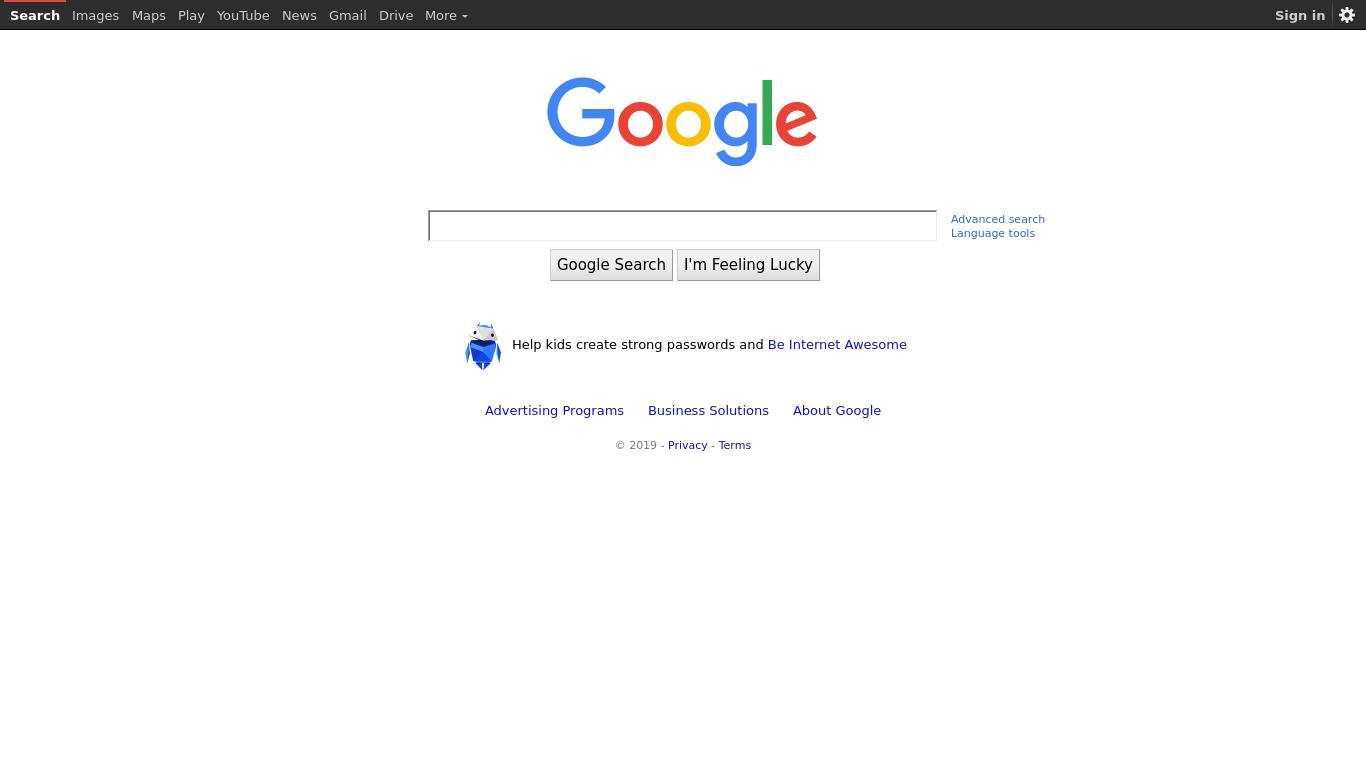 Search Images Maps Play YouTube News Gmail Drive More Sign in
Google
Advanced search
Language tools
Google Search I'm Feeling Lucky
Help kids create strong passwords and Be Internet Awesome
Advertising Programs Business Solutions About Google
© 2019 - Privacy - Terms